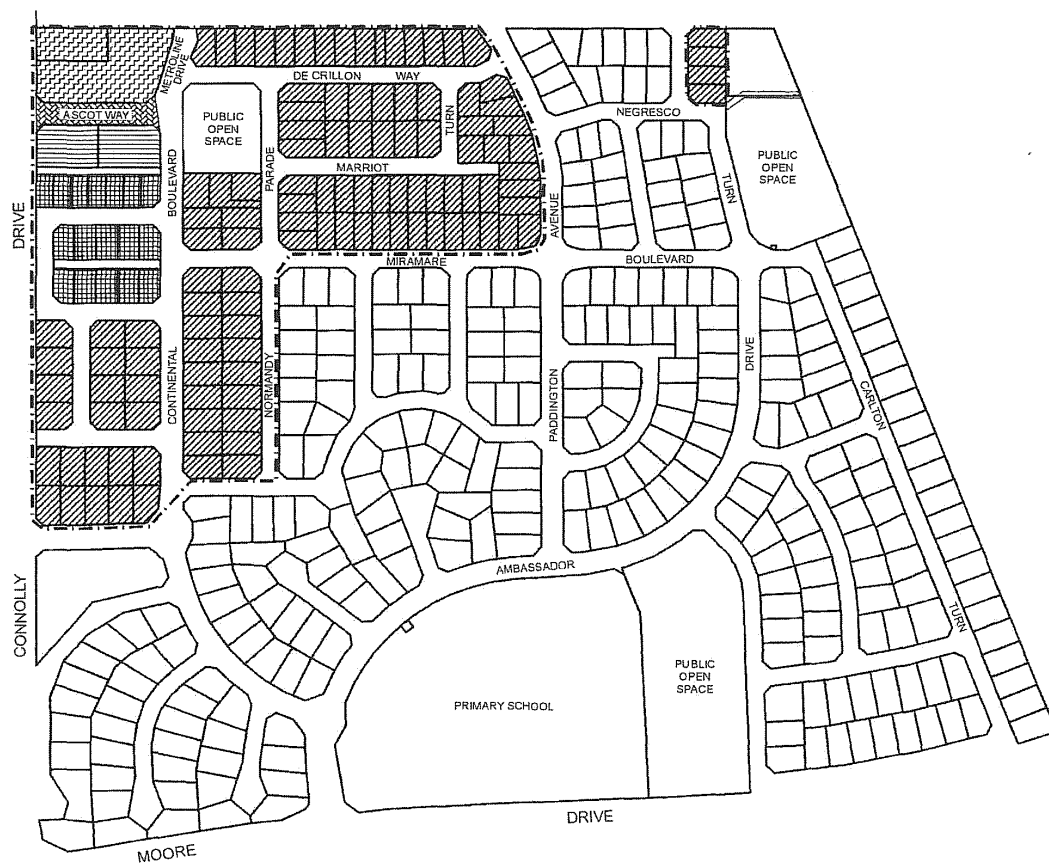 METROLINE
DRIVE
DE CRILLON WAY
NEGRESCO
TURN
ASCOT WAY
PUBLIC
OPEN
SPACE
TURN
MARRIOT
PARADE
BOULEVARD
PUBLIC
OPEN
SPACE
TURN
AVENUE
DRIVE
MIRAMARE
BOULEVARD
CONTINENTAL
NORMANDY
PADDINGTON
DRIVE
CARLTON
TURN
AMBASSADOR
CONNOLLY
PRIMARY SCHOOL
PUBLIC
OPEN
SPACE
DRIVE
MOORE